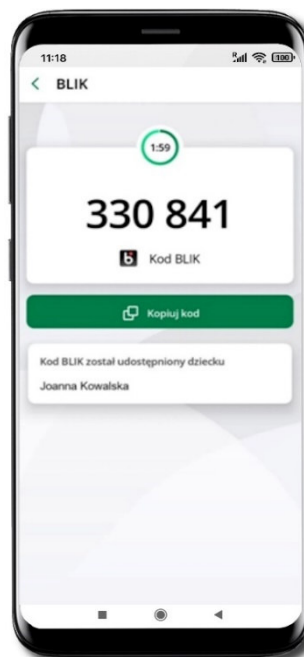 11:18
R
100
BLIK
1:59
330 841
Kod BLIK
Kopiuj kod
Kod BLIK został udostępniony dziecku
Joanna Kowalska